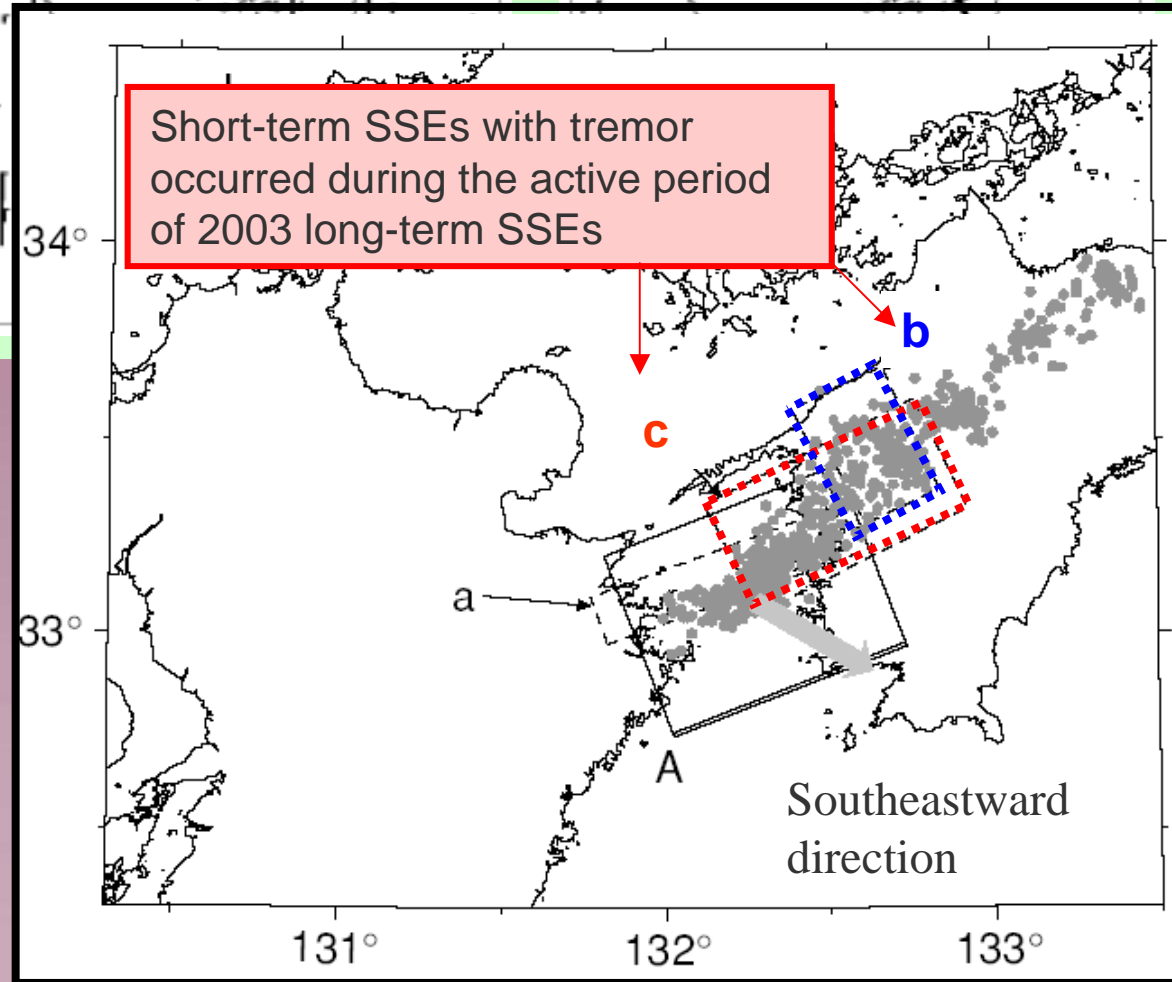 Short-term SSEs with tremor
occurred during the active period
of 2003 long-term SSEs
34°
b
c
a
33°
A
Southeastward
direction
131°
132°
133°